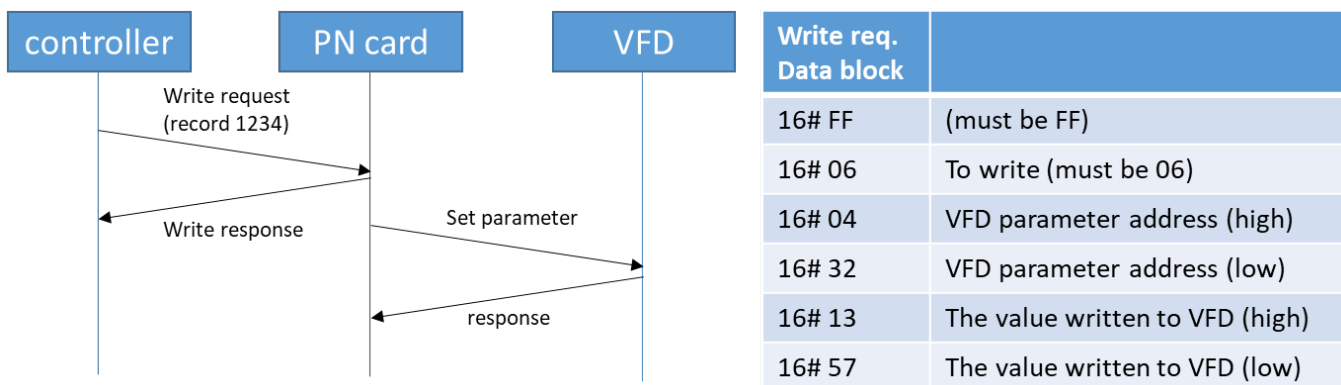 controller
PN card
VFD
Write request
(record 1234)
Write response
Set parameter
response
Write req.
Data block
16# FF (must be FF)
16# 06 To write (must be 06)
16# 04 VFD parameter address (high)
16# 32 VFD parameter address (low)
16# 13 The value written to VFD (high)
16# 57 The value written to VFD (low)